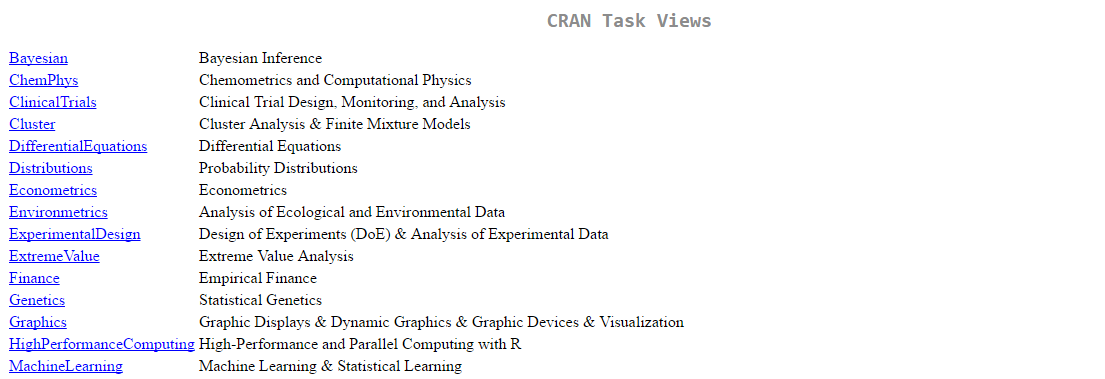 CRAN Task Views
Bayesian Bayesian Inference
ChemPhys Chemometrics and Computational Physics
ClinicalTrials Clinical Trial Design, Monitoring, and Analysis
Cluster Cluster Analysis & Finite Mixture Models
DifferentialEquations Differential Equations
Distributions Probability Distributions
Econometrics Econometrics
Environmetrics Analysis of Ecological and Environmental Data
ExperimentalDesign Design of Experiments (DoE) & Analysis of Experimental Data
ExtremeValue Extreme Value Analysis
Finance Empirical Finance
Genetics Statistical Genetics
Graphics Graphic Displays & Dynamic Graphics & Graphic Devices & Visualization
HighPerformanceComputing High-Performance and Parallel Computing with R
MachineLearning Machine Learning & Statistical Learning